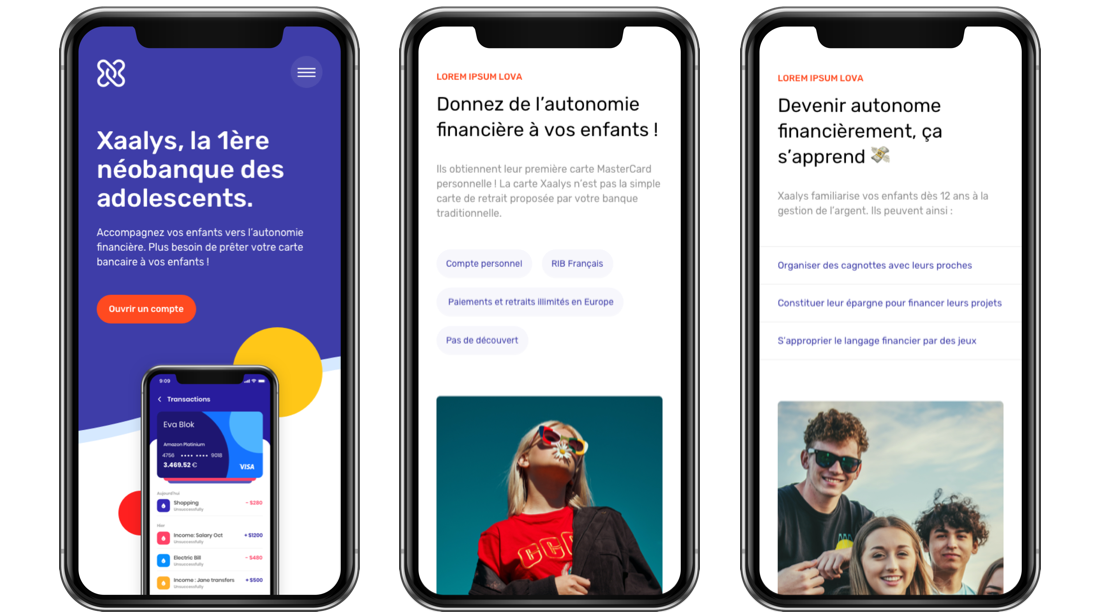 Xaalys, la 1ère
néobanque des
adolescents.
Accompagnez vos enfants vers l'autonomie
financière. Plus besoin de prêter votre carte
bancaire à vos enfants !
Ouvrir un compte
9:09
Transactions
Eva Blok
Amazon Platinium
4756 •••• •••• 9018
3.469.52 €
VISA
Aujourd'hui
Shopping
- $280
Unsuccessfully
Hier
Income: Salary Oct
+ $1200
Unsuccessfully
Electric Bill
- $480
Unsuccessfully
Income : Jane transfers
+ $500
Unsuccessfully
LOREM IPSUM LOVA
Donnez de l'autonomie
financière à vos enfants !
Ils obtiennent leur première carte MasterCard
personnelle ! La carte Xaalys n'est pas la simple
carte de retrait proposée par votre banque
traditionnelle.
Compte personnel
RIB Français
Paiements et retraits illimités en Europe
Pas de découvert
LOREM IPSUM LOVA
Devenir autonome
financièrement, ça
s'apprend 💸
Xaalys familiarise vos enfants dès 12 ans à la
gestion de l'argent. Ils peuvent ainsi :
Organiser des cagnottes avec leurs proches
Constituer leur épargne pour financer leurs projets
S'approprier le langage financier par des jeux